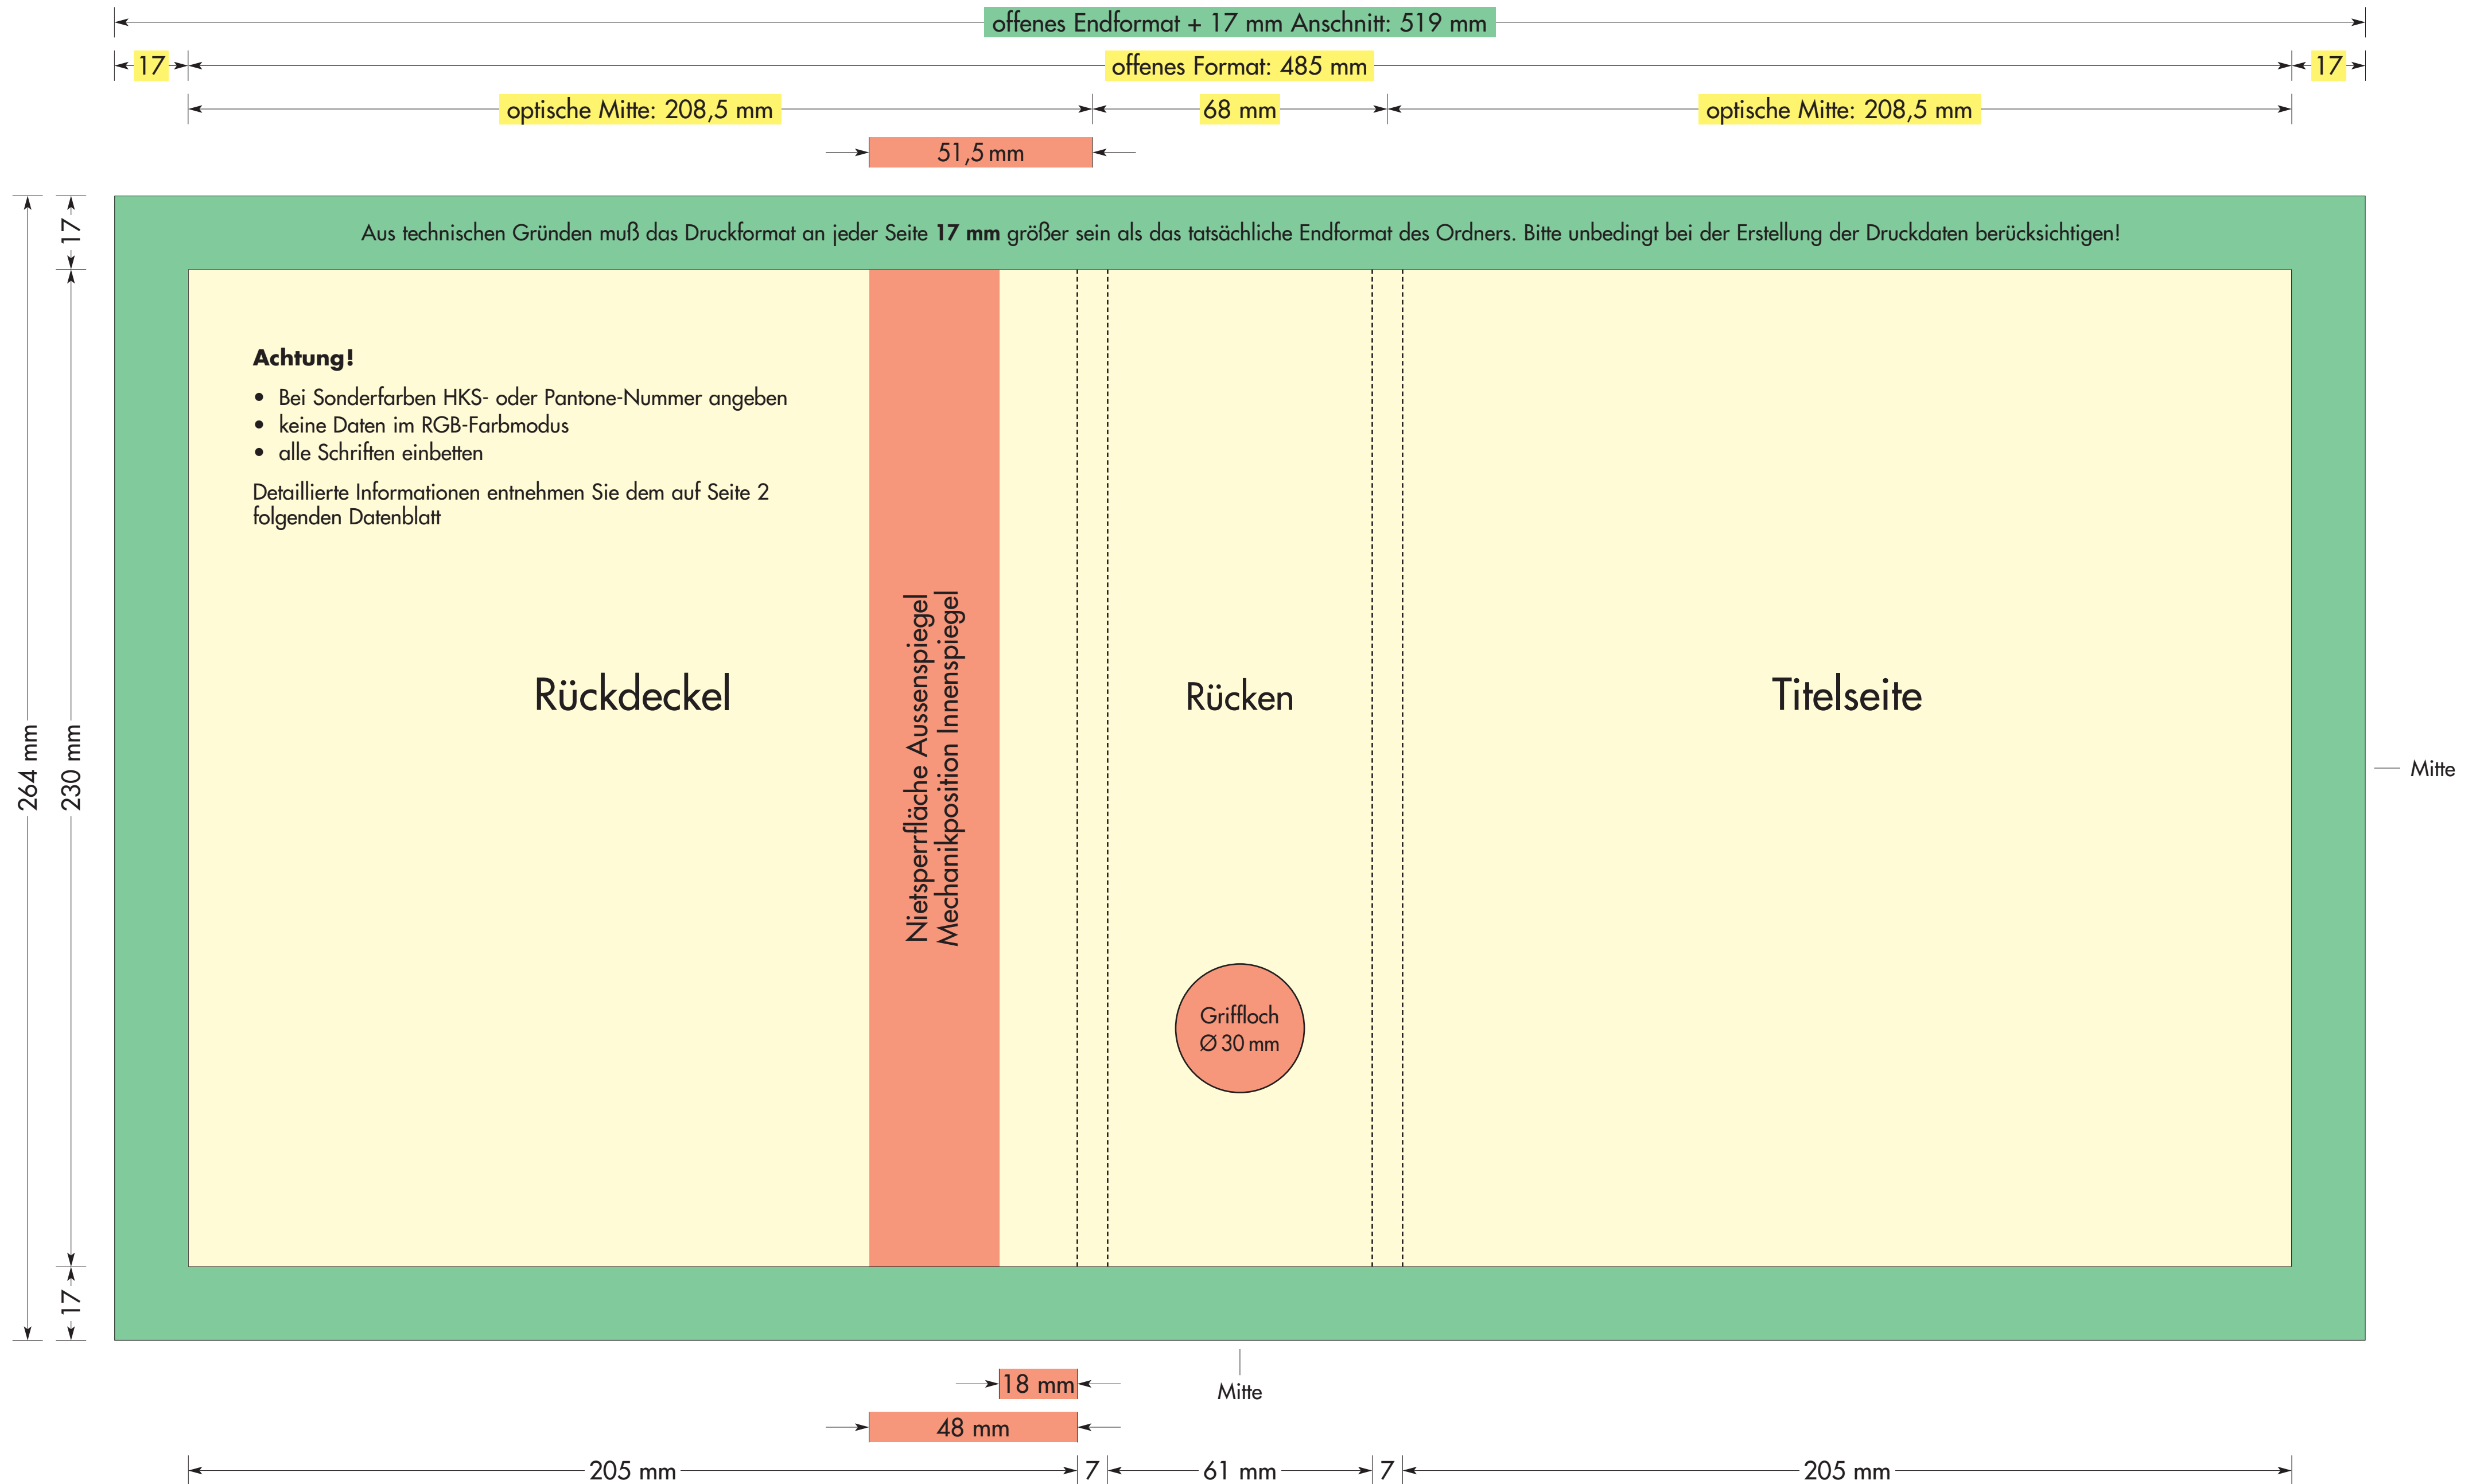 offenes Endformat + 17 mm Anschnitt: 519 mm
17
offenes Format: 485 mm
17
optische Mitte: 208,5 mm
68 mm
optische Mitte: 208,5 mm
51,5 mm
264 mm
17
230 mm
17
Aus technischen Gründen muß das Druckformat an jeder Seite 17 mm größer sein als das tatsächliche Endformat des Ordners. Bitte unbedingt bei der Erstellung der Druckdaten berücksichtigen!
Achtung!
• Bei Sonderfarben HKS- oder Pantone-Nummer angeben
• keine Daten im RGB-Farbmodus
• alle Schriften einbetten
Detaillierte Informationen entnehmen Sie dem auf Seite 2
folgenden Datenblatt
Rückdeckel
Nietsperrfläche Aussenspiegel
Mechanikposition Innenspiegel
Rücken
Titelseite
Mitte
Griffloch
Ø 30 mm
18 mm
Mitte
48 mm
205 mm
7
61 mm
7
205 mm